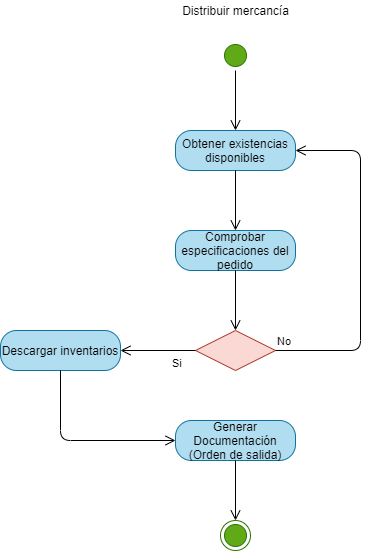 Distribuir mercancía
Obtener existencias
disponibles
Comprobar
especificaciones del
pedido
No
Si
Descargar inventarios
Generar
Documentación
(Orden de salida)